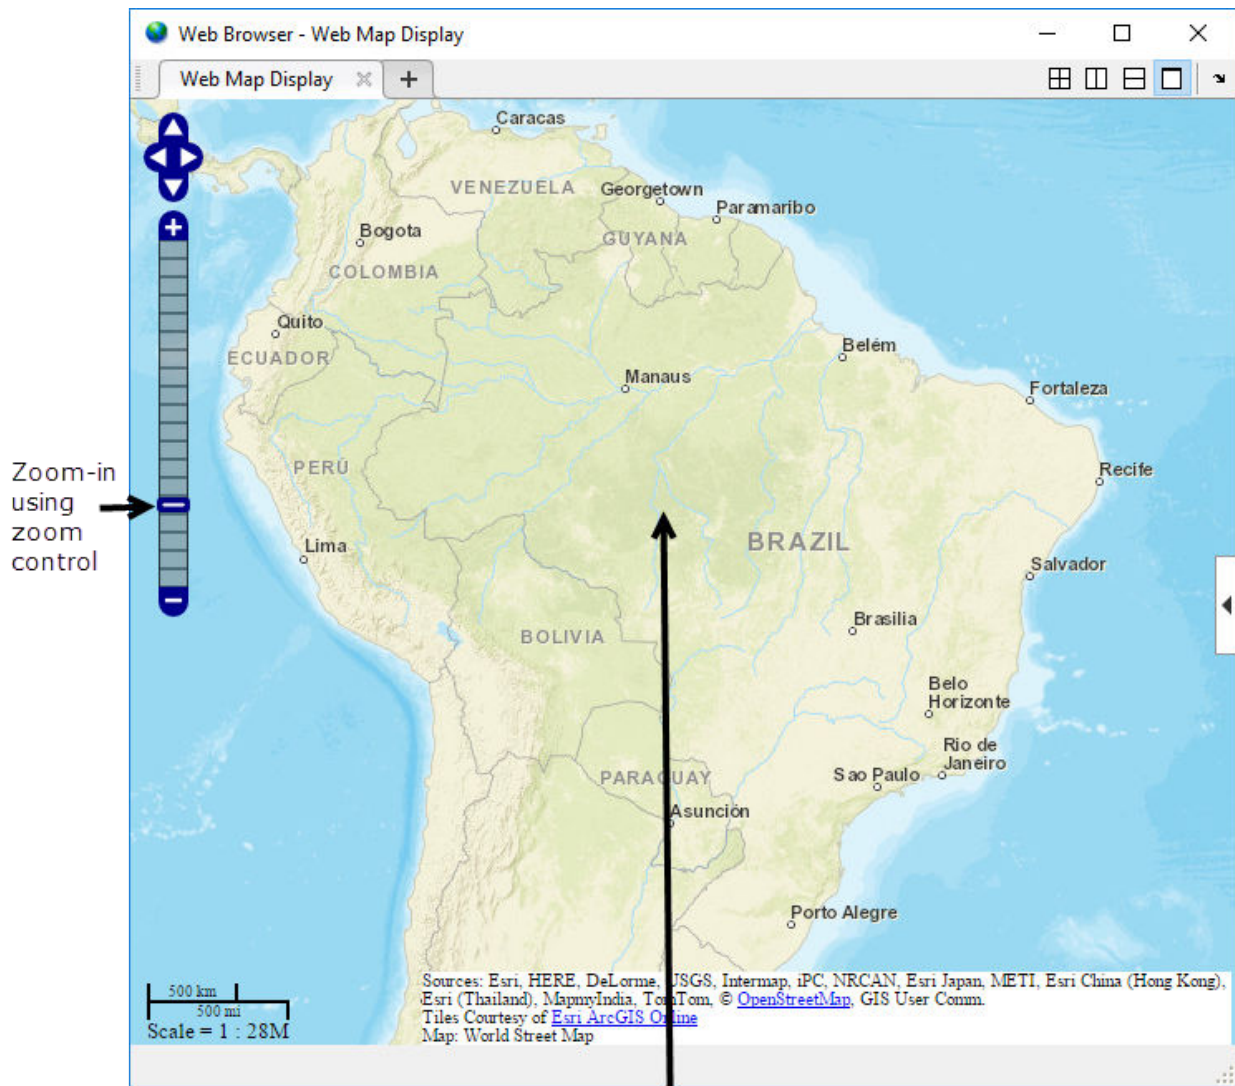 Web Browser - Web Map Display
Web Map Display
Caracas
VENEZUELA
Georgetown
Paramaribo
Bogota
GUYANA
COLOMBIA
Quito
ECUADOR
Belém
Manaus
Fortaleza
PERÚ
Recife
Zoom-in
using
zoom
control
Lima
BRAZIL
Salvador
Brasilia
BOLIVIA
Belo
Horizonte
Rio de
Janeiro
PARAGUAY
Sao Paulo
Asunción
Porto Alegre
500 km
500 mi
Scale = 1 : 28M
Sources: Esri, HERE, DeLorme, USGS, Intermap, iPC, NRCAN, Esri Japan, METI, Esri China (Hong Kong),
Esri (Thailand), MapmyIndia, TomTom, © OpenStreetMap, GIS User Comm.
Tiles Courtesy of Esri ArcGIS Online
Map: World Street Map